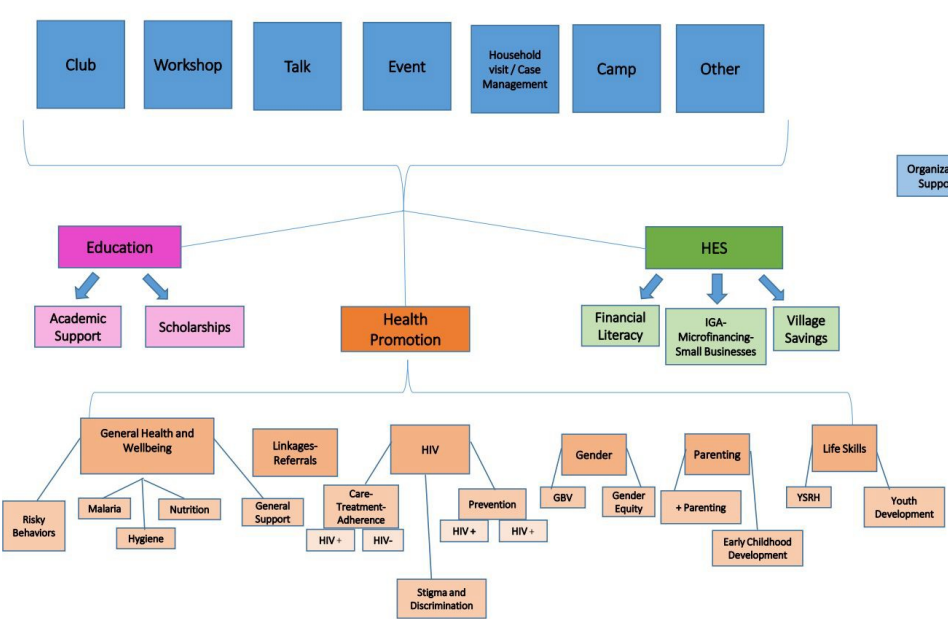 Club
Workshop
Talk
Event
Household
visit / Case
Management
Camp
Other
Suppo
Education
HES
Academic
Support
Scholarships
Health
Promotion
Financial
Literacy
IGA-
Microfinancing-
Small Businesses
Village
Savings
General Health and
Wellbeing
Linkages-
Referrals
HIV
Gender
Parenting
Life Skills
Risky
Behaviors
Malaria
Nutrition
Hygiene
General
Support
Care-
Treatment-
Adherence
HIV +
HIV-
Prevention
HIV +
HIV +
Stigma and
Discrimination
GBV
Gender
Equity
+ Parenting
Early Childhood
Development
YSRH
Youth
Development